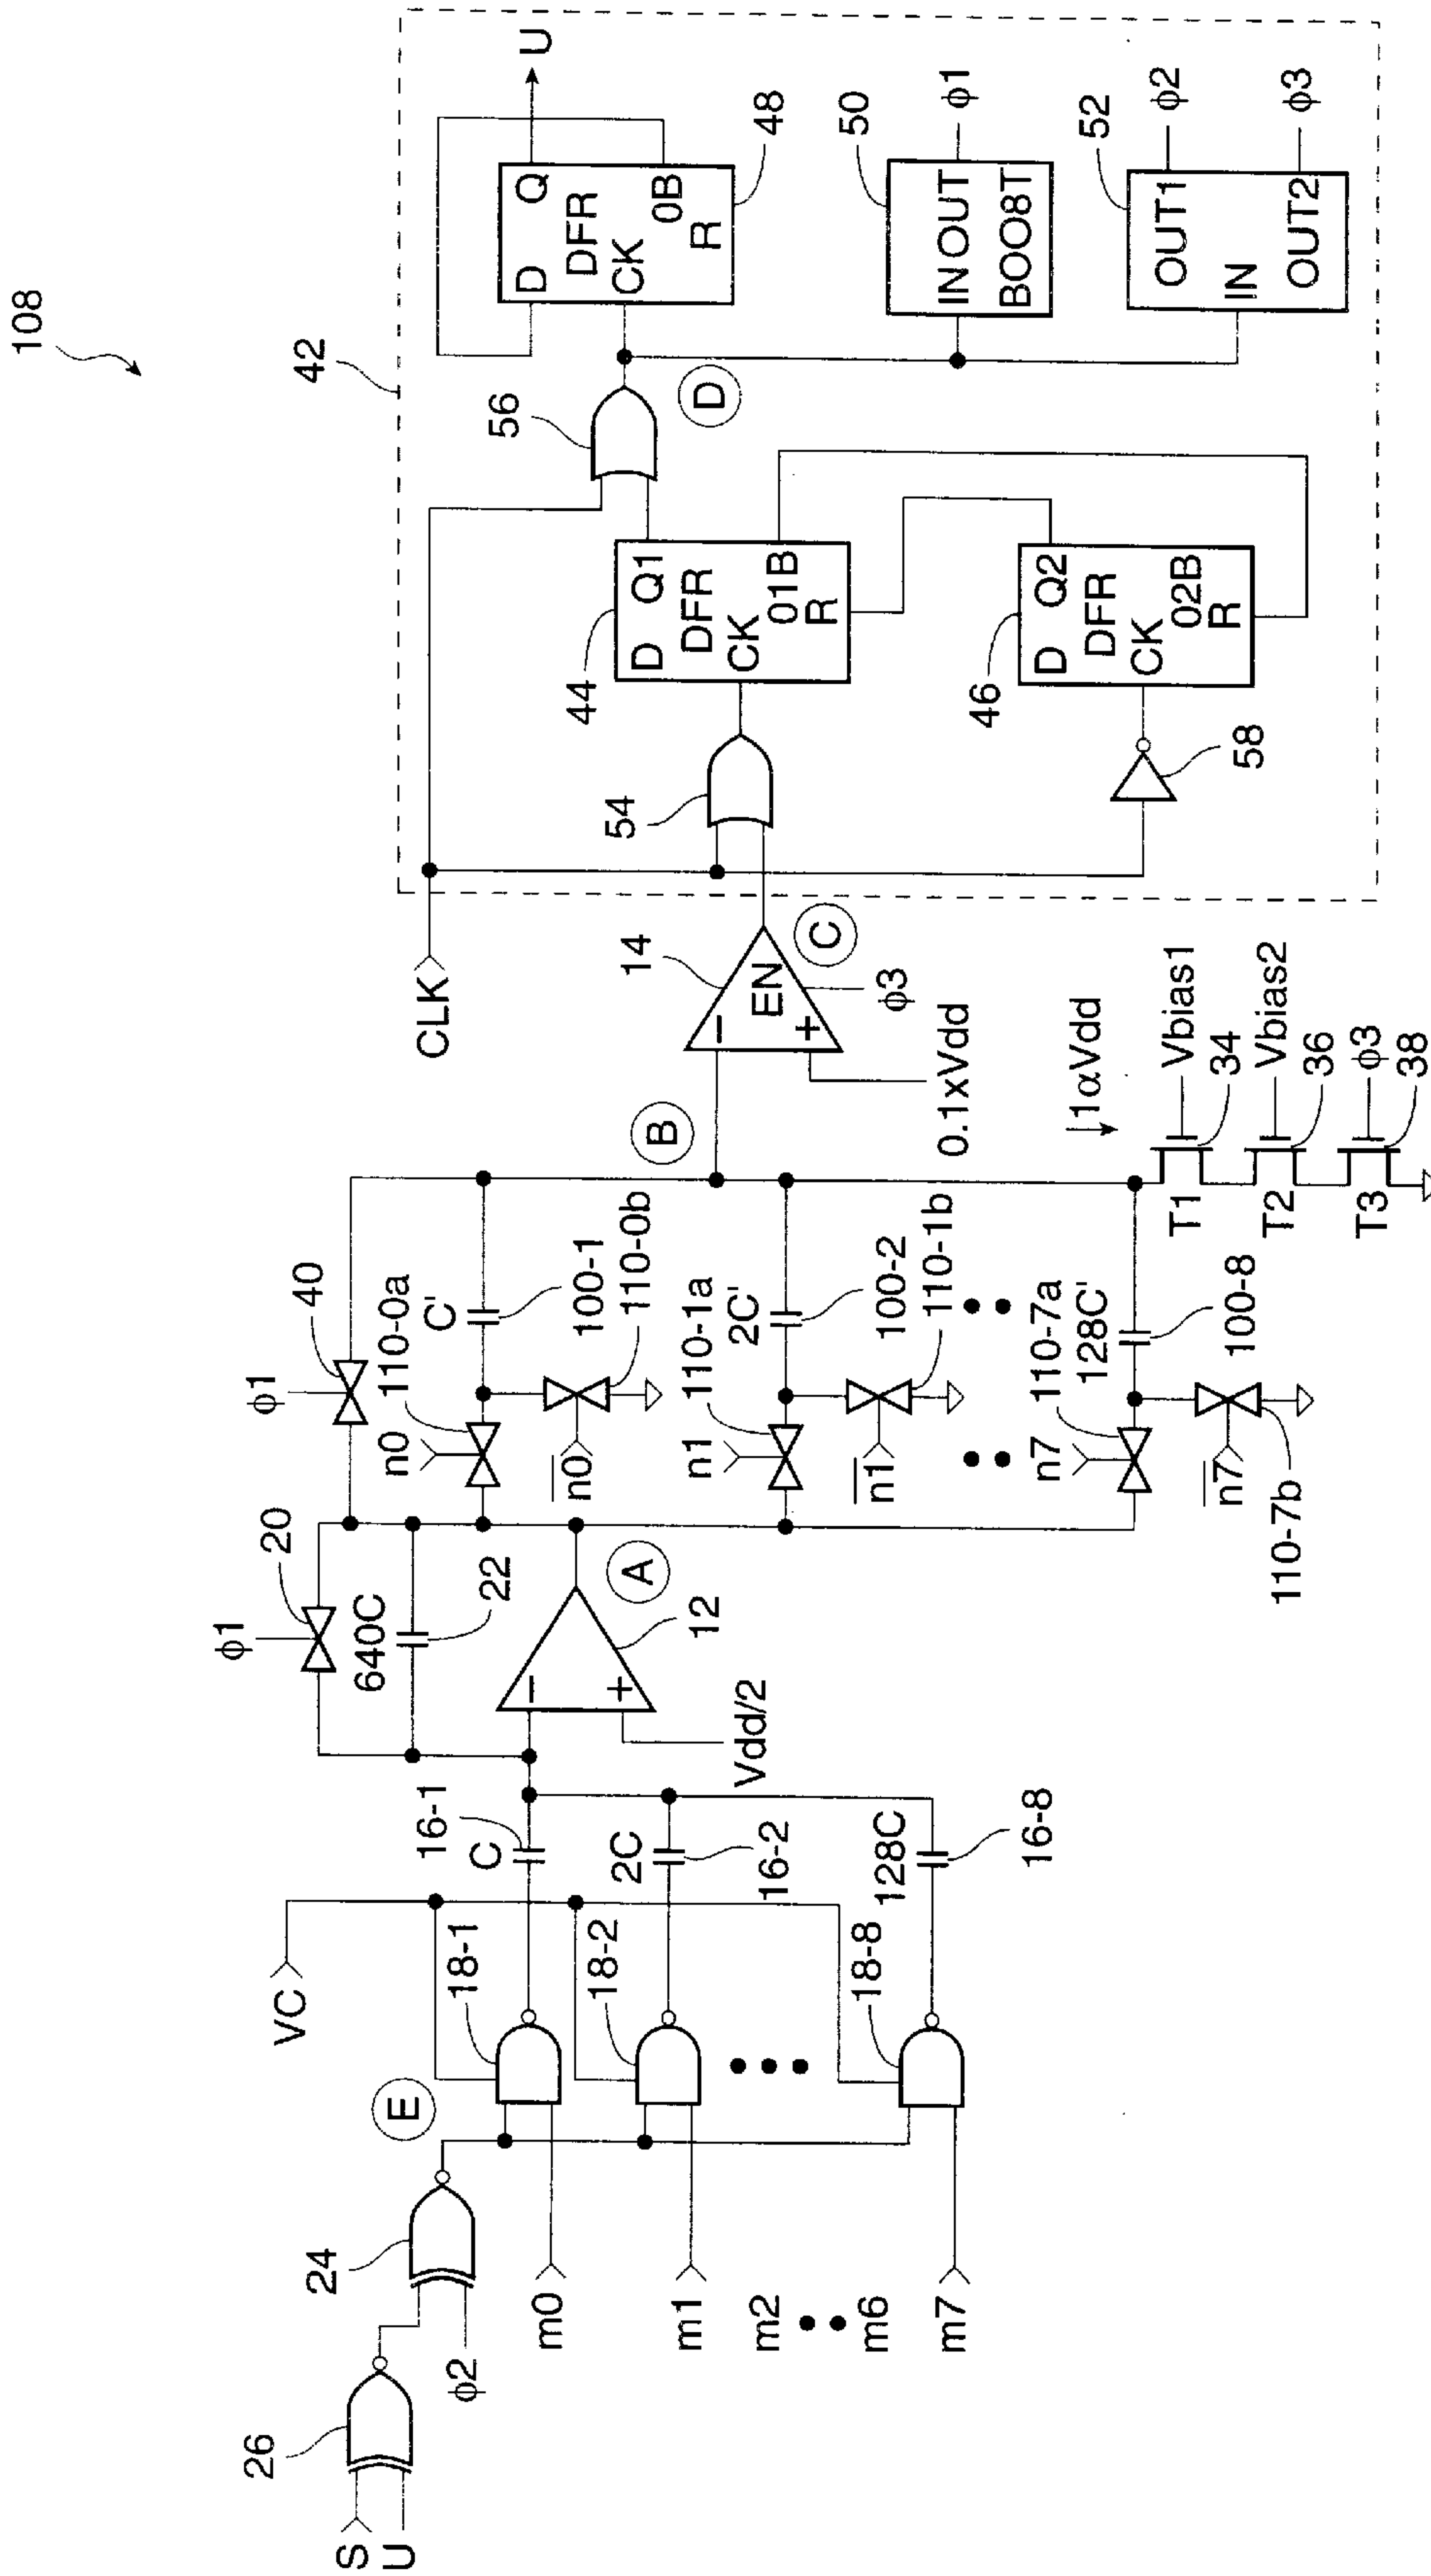 108
S
U
26
ϕ2
24
E
VC
m0
m1
m2
m6
m7
18-1
18-2
18-8
C
16-1
2C
16-2
128C
16-8
ϕ1
20
640C
22
Vdd/2
−
+
12
A
ϕ1
40
n0
110-0a
C'
100-1
n0
110-0b
n1
110-1a
2C'
100-2
n1
110-1b
n7
110-7a
128C'
100-8
n7
110-7b
B
−
+
EN
14
C
ϕ3
0.1xVdd
1αVdd
Vbias1
34
T1
Vbias2
36
T2
ϕ3
38
T3
CLK
42
54
44
D Q1
DFR
CK
01B
R
46
D Q2
DFR
CK
02B
R
58
56
D
D Q
DFR
CK
0B
R
48
U
IN OUT
BOO8T
50
ϕ1
OUT1
IN
OUT2
52
ϕ2
ϕ3